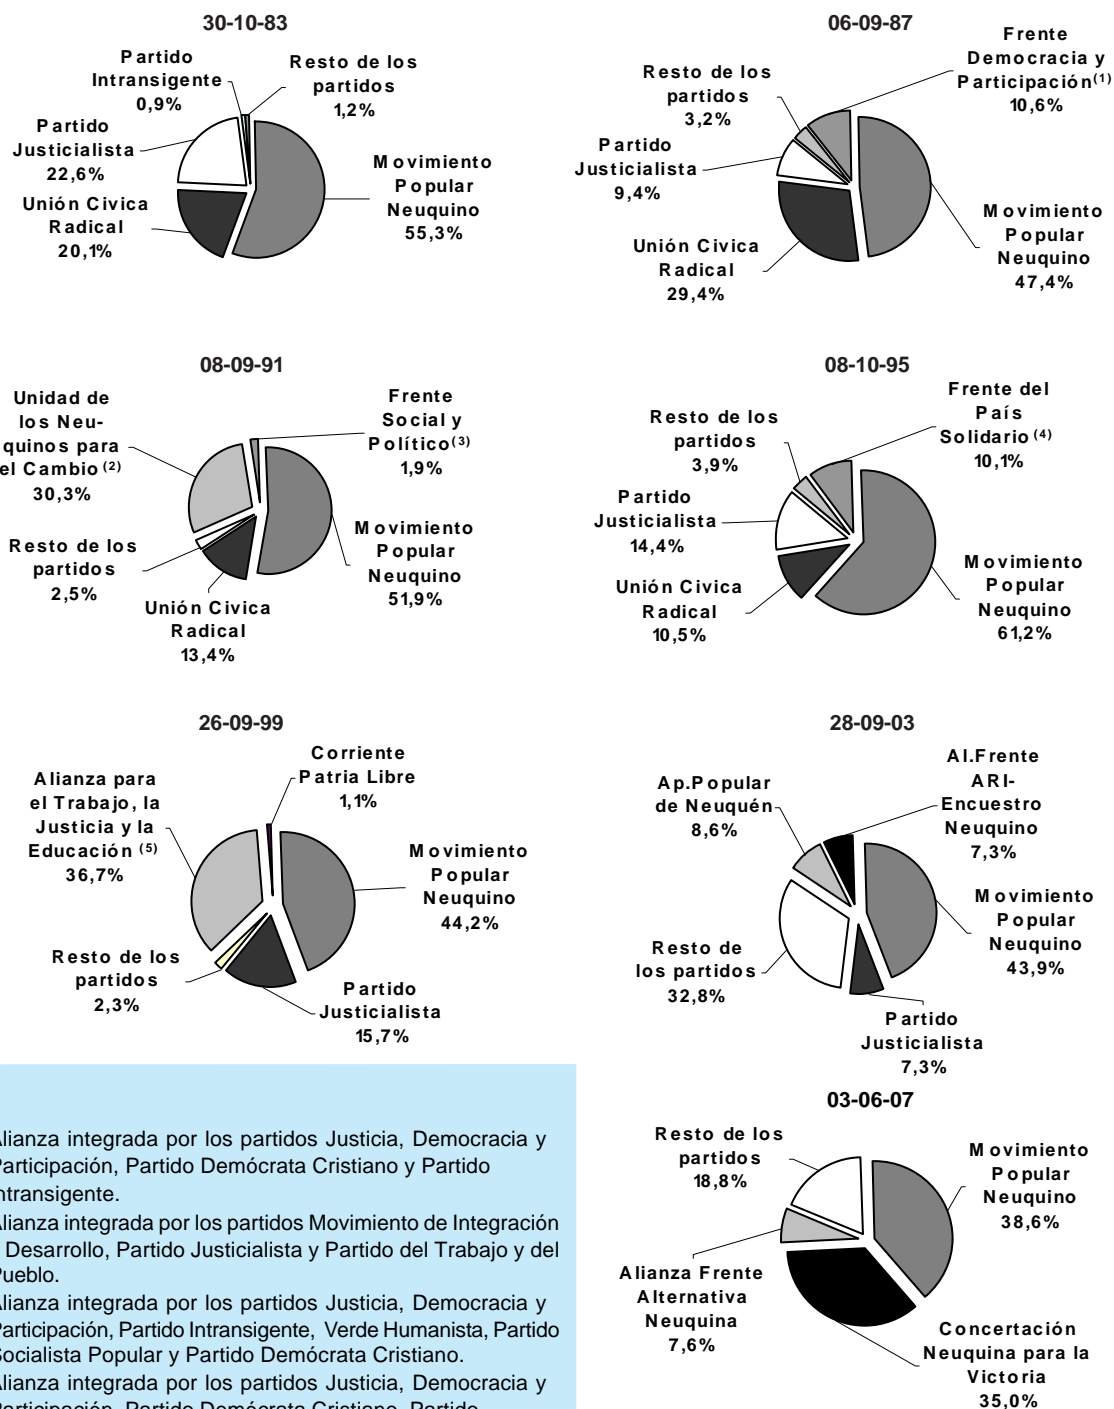 30-10-83
Partido
Intransigente
0,9%
Resto de los
partidos
1,2%
Partido
Justicialista
22,6%
Movimiento
Popular
Neuquino
55,3%
Unión Civica
Radical
20,1%
06-09-87
Frente
Democracia y
Participación(1)
10,6%
Resto de los
partidos
3,2%
Partido
Justicialista
9,4%
Movimiento
Popular
Neuquino
47,4%
Unión Civica
Radical
29,4%
08-09-91
Unidad de
los Neu-
quinos para
el Cambio (2)
30,3%
Frente
Social y
Político(3)
1,9%
Resto de los
partidos
2,5%
Movimiento
Popular
Neuquino
51,9%
Unión Civica
Radical
13,4%
08-10-95
Frente del
País
Solidario (4)
10,1%
Resto de los
partidos
3,9%
Partido
Justicialista
14,4%
Unión Civica
Radical
10,5%
Movimiento
Popular
Neuquino
61,2%
26-09-99
Corriente
Patria Libre
1,1%
Alianza para
el Trabajo, la
Justicia y la
Educación (5)
36,7%
Movimiento
Popular
Neuquino
44,2%
Resto de los
partidos
2,3%
Partido
Justicialista
15,7%
28-09-03
Al.Frente
ARI-
Encuestro
Neuquino
7,3%
Ap.Popular
de Neuquén
8,6%
Movimiento
Popular
Neuquino
43,9%
Resto de
los partidos
32,8%
Partido
Justicialista
7,3%
03-06-07
Resto de los
partidos
18,8%
Movimiento
Popular
Neuquino
38,6%
Alianza Frente
Alternativa
Neuquina
7,6%
Concertación
Neuquina para la
Victoria
35,0%
Alianza integrada por los partidos Justicia, Democracia y
Participación, Partido Demócrata Cristiano y Partido
Intransigente.
Alianza integrada por los partidos Movimiento de Integración
Desarrollo, Partido Justicialista y Partido del Trabajo y del
Pueblo.
Alianza integrada por los partidos Justicia, Democracia y
Participación, Partido Intransigente, Verde Humanista, Partido
Socialista Popular y Partido Demócrata Cristiano.
Alianza integrada por los partidos Justicia, Democracia y
Participación, Partido Demócrata Cristiano, Partido